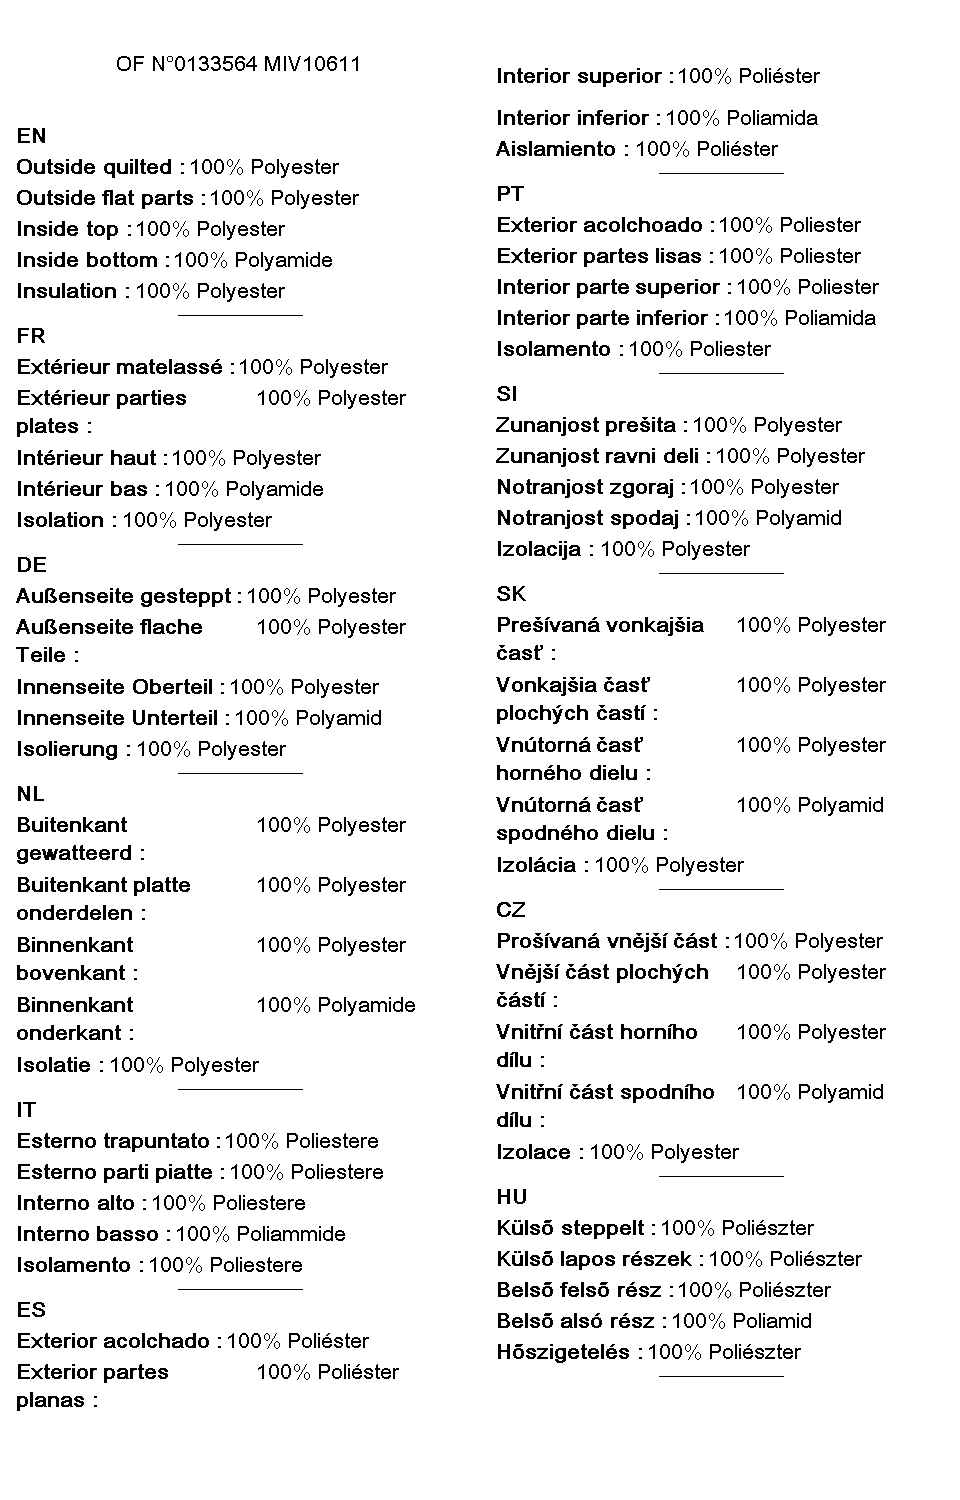 OF N°0133564 MIV10611
EN
Outside quilted : 100% Polyester
Outside flat parts : 100% Polyester
Inside top : 100% Polyester
Inside bottom : 100% Polyamide
Insulation : 100% Polyester
FR
Extérieur matelassé : 100% Polyester
Extérieur parties 100% Polyester
plates :
Intérieur haut : 100% Polyester
Intérieur bas : 100% Polyamide
Isolation : 100% Polyester
DE
Außenseite gesteppt : 100% Polyester
Außenseite flache 100% Polyester
Teile :
Innenseite Oberteil : 100% Polyester
Innenseite Unterteil : 100% Polyamid
Isolierung : 100% Polyester
NL
Buitenkant 100% Polyester
gewatteerd :
Buitenkant platte 100% Polyester
onderdelen :
Binnenkant 100% Polyester
bovenkant :
Binnenkant 100% Polyamide
onderkant :
Isolatie : 100% Polyester
IT
Esterno trapuntato : 100% Poliestere
Esterno parti piatte : 100% Poliestere
Interno alto : 100% Poliestere
Interno basso : 100% Poliammide
Isolamento : 100% Poliestere
ES
Exterior acolchado : 100% Poliéster
Exterior partes 100% Poliéster
planas :
Interior superior : 100% Poliéster
Interior inferior : 100% Poliamida
Aislamiento : 100% Poliéster
PT
Exterior acolchoado : 100% Poliester
Exterior partes lisas : 100% Poliester
Interior parte superior : 100% Poliester
Interior parte inferior : 100% Poliamida
Isolamento : 100% Poliester
SI
Zunanjost prešita : 100% Polyester
Zunanjost ravni deli : 100% Polyester
Notranjost zgoraj : 100% Polyester
Notranjost spodaj : 100% Polyamid
Izolacija : 100% Polyester
SK
Prešívaná vonkajšia 100% Polyester
časť :
Vonkajšia časť 100% Polyester
plochých častí :
Vnútorná časť 100% Polyester
horného dielu :
Vnútorná časť 100% Polyamid
spodného dielu :
Izolácia : 100% Polyester
CZ
Prošívaná vnější část : 100% Polyester
Vnější část plochých 100% Polyester
částí :
Vnitřní část horního 100% Polyester
dílu :
Vnitřní část spodního 100% Polyamid
dílu :
Izolace : 100% Polyester
HU
Külsõ steppelt : 100% Poliészter
Külsõ lapos részek : 100% Poliészter
Belsõ felsõ rész : 100% Poliészter
Belsõ alsó rész : 100% Poliamid
Hõszigetelés : 100% Poliészter